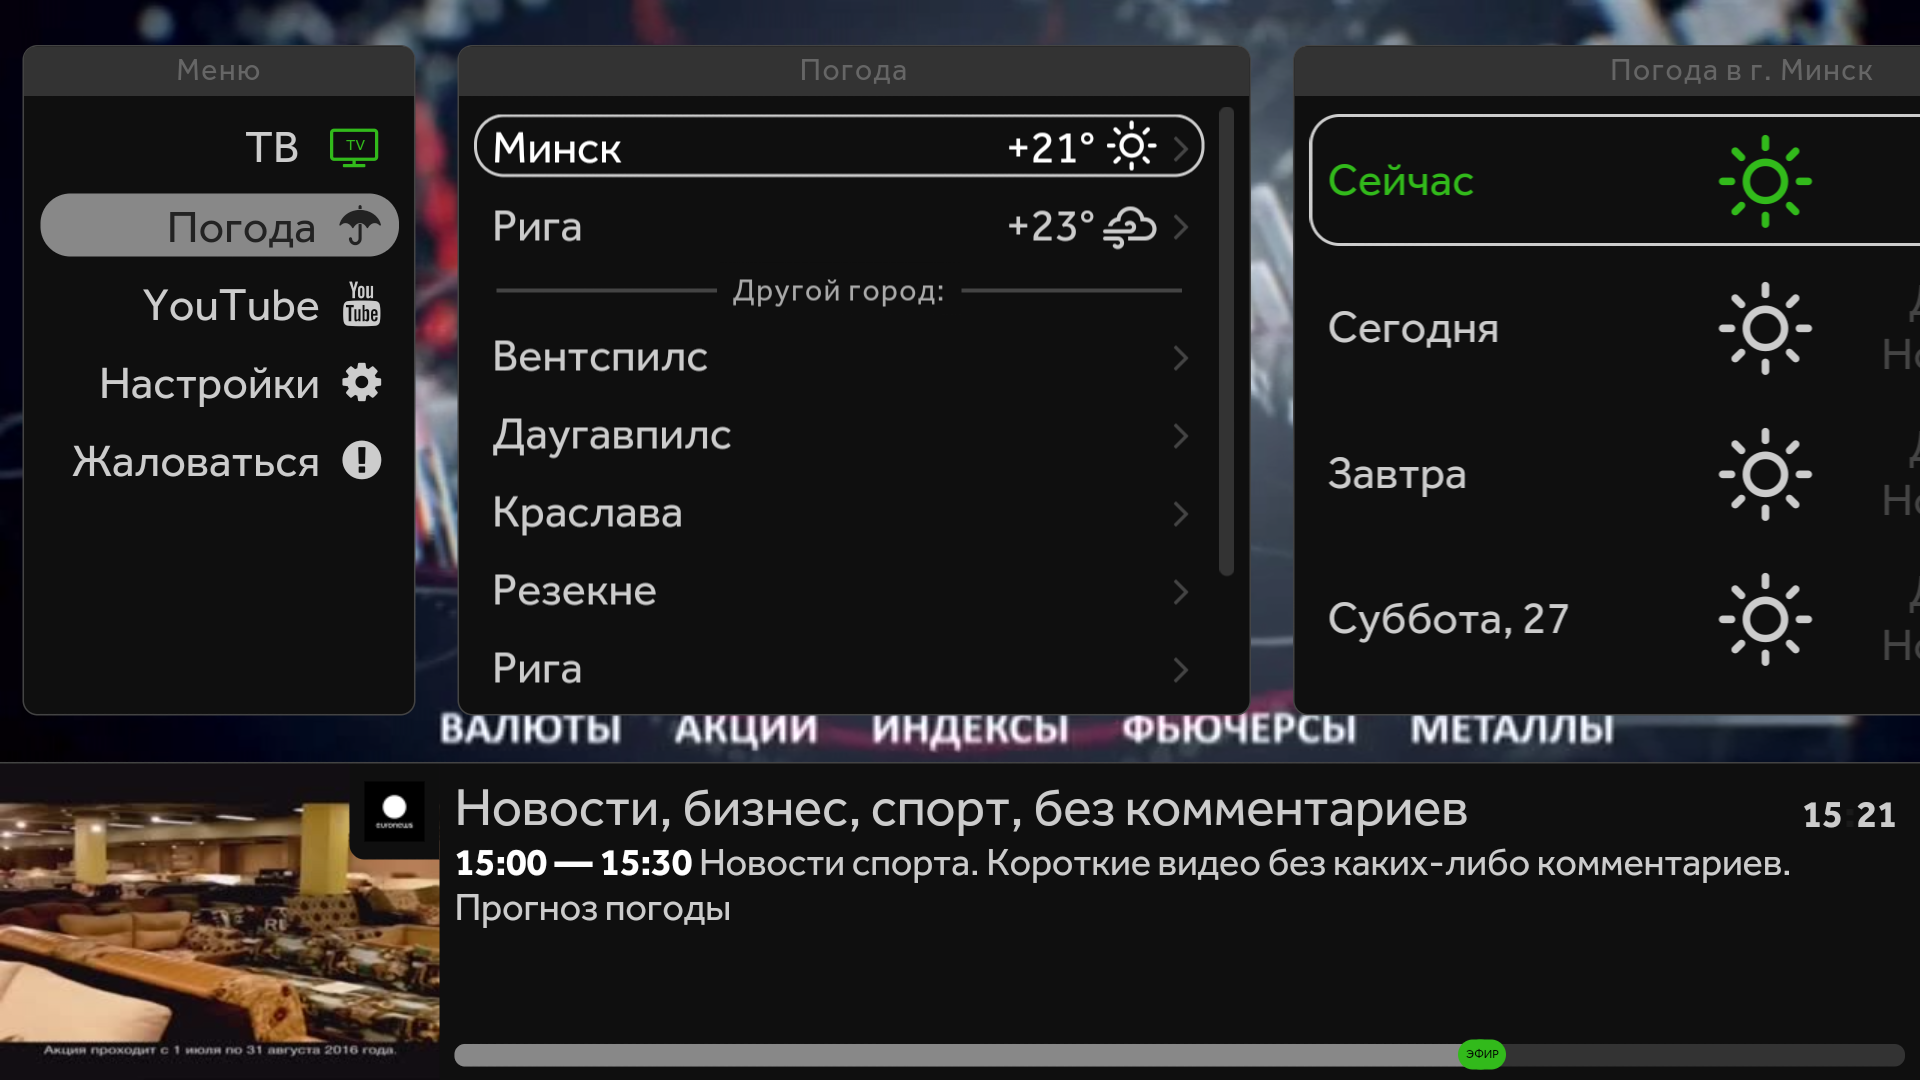 Меню
ТВ
TV
Погода
YouTube
You
Tube
Настройки
Жаловаться
Погода
Минск +21°
Рига +23°
Другой город:
Вентспилс
Даугавпилс
Краслава
Резекне
Рига
Погода в г. Минск
Сейчас
Сегодня
Завтра
Суббота, 27
ВАЛЮТЫ АКЦИИ ИНДЕКСЫ ФЬЮЧЕРСЫ МЕТАЛЛЫ
euronews
Новости, бизнес, спорт, без комментариев
15 21
15:00 — 15:30 Новости спорта. Короткие видео без каких-либо комментариев.
Прогноз погоды
Акция проходит с 1 июля по 31 августа 2016 года.
ЭФИР